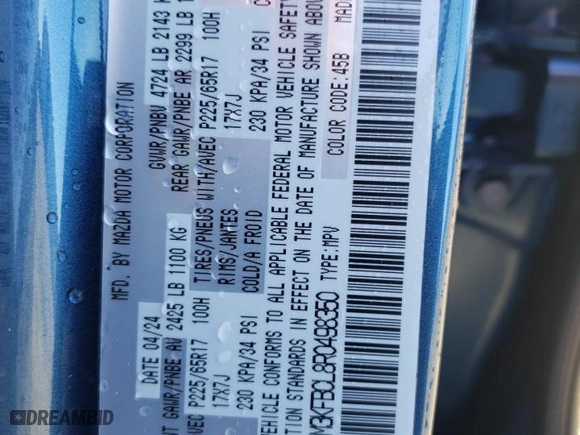 MFD. BY MAZDA MOTOR CORPORATION
DATE 04/24 GVWR/PNBV 4724 LB 2143
GAWR/PNBE AV 2425 LB 1100 KG REAR GAWR/PNBE AR 2299 LB
TIRES/PNEUS WITH/AVEC P225/65R17 100H
P225/65R17 100H
RIMS/JANTES 17X7J
17X7J
COLD/A FROID 230 KPA/34 PSI
230 KPA/34 PSI
VEHICLE CONFORMS TO ALL APPLICABLE FEDERAL MOTOR VEHICLE SAFETY
STANDARDS IN EFFECT ON THE DATE OF MANUFACTURE SHOWN ABOV
M3KFBCL8R0498350 TYPE:MPV COLOR CODE:45B MAD
DREAMBID